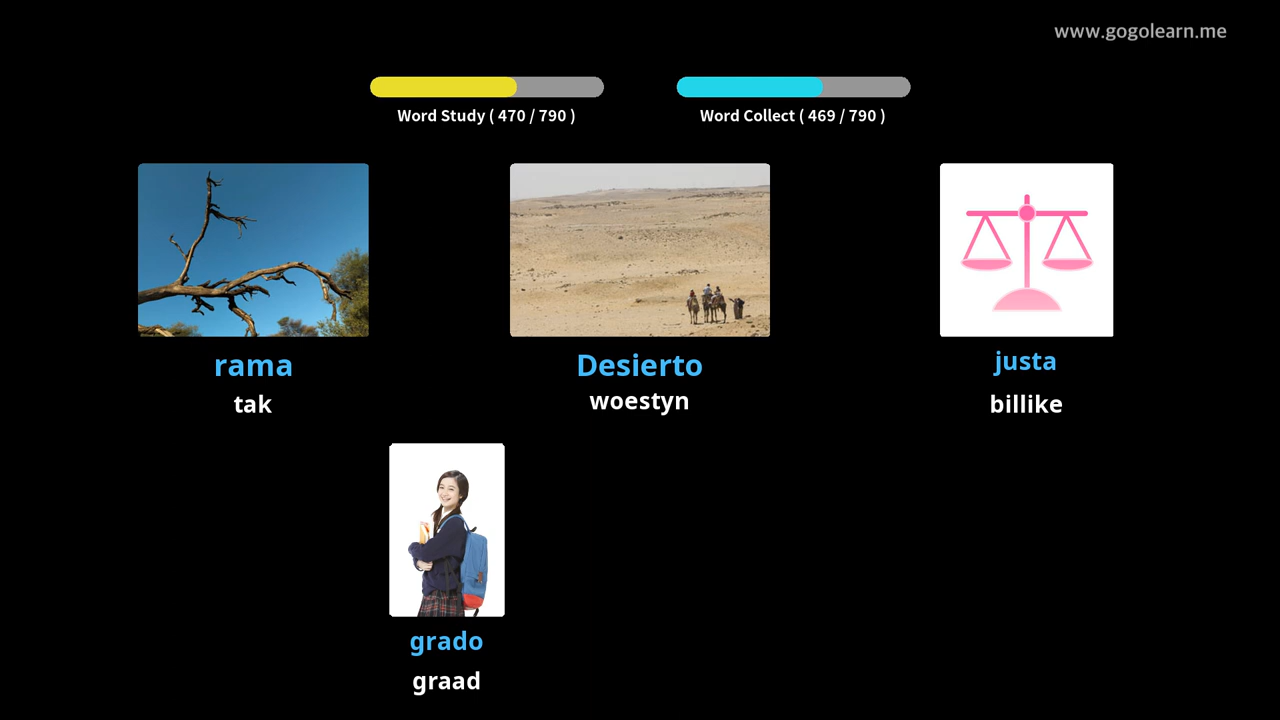 www.gogolearn.me
Word Study ( 470 / 790 )
Word Collect ( 469 / 790 )
rama
tak
Desierto
woestyn
justa
billike
grado
graad